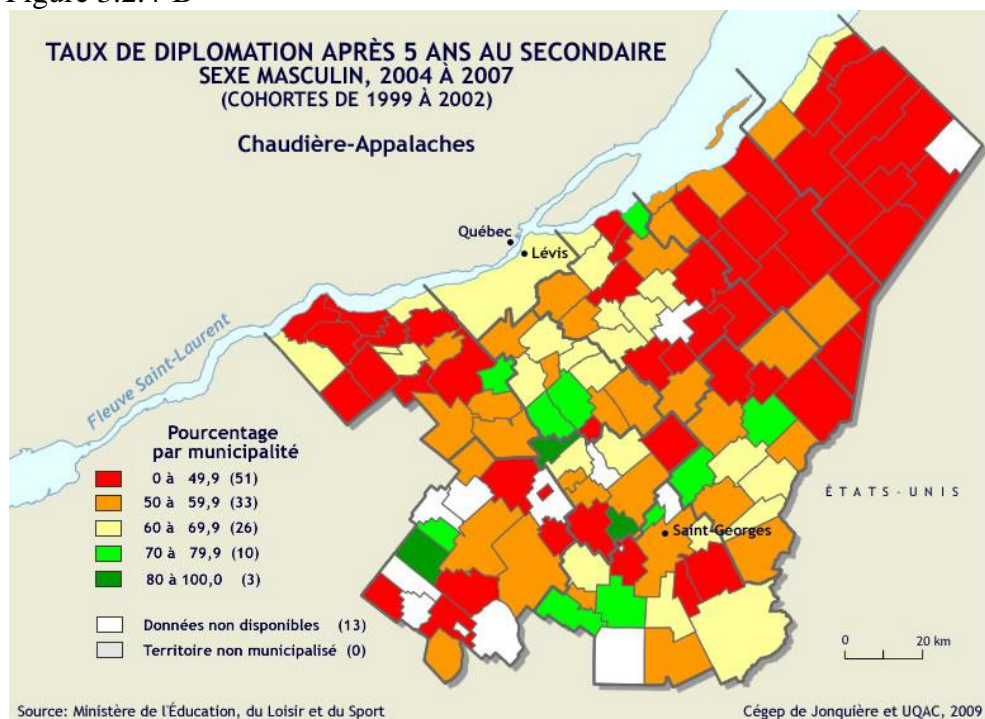 Figure 3.2.4-B
TAUX DE DIPLOMATION APRÈS 5 ANS AU SECONDAIRE
SEXE MASCULIN, 2004 À 2007
(COHORTES DE 1999 À 2002)
Chaudière-Appalaches
Québec
Lévis
Fleuve Saint-Laurent
Pourcentage
par municipalité
0 à 49,9 (51)
50 à 59,9 (33)
60 à 69,9 (26)
70 à 79,9 (10)
80 à 100,0 (3)
Données non disponibles (13)
Territoire non municipalisé (0)
ÉTATS-UNIS
Saint-Georges
0 20 km
Source: Ministère de l'Éducation, du Loisir et du Sport
Cégep de Jonquière et UQAC, 2009